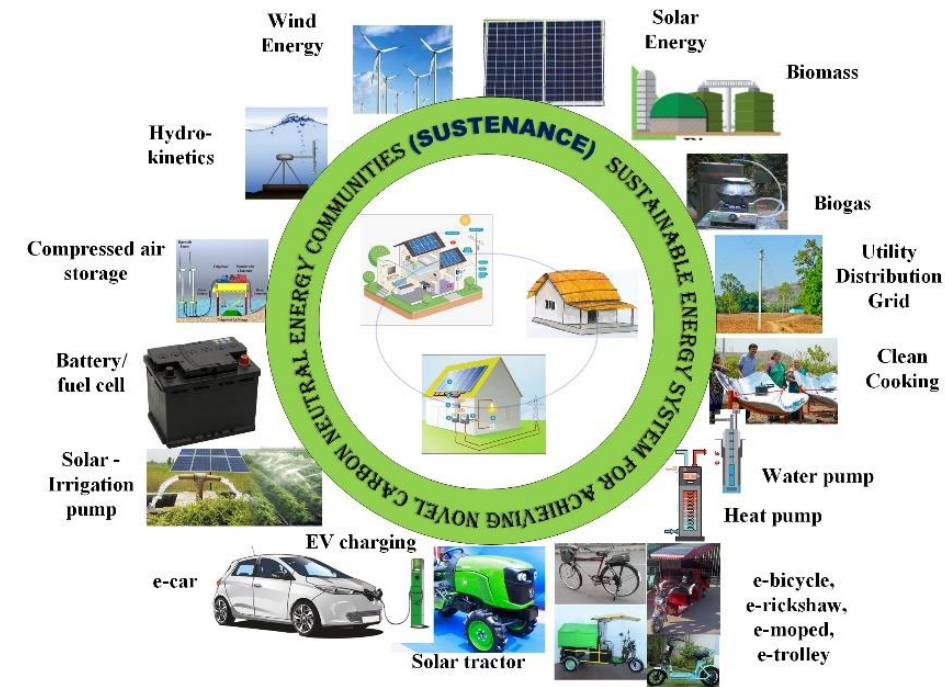 Wind
Energy
Solar
Energy
Biomass
Hydro-
kinetics
(SUSTENANCE) SUSTAINABLE ENERGY SYSTEM FOR ACHIEVING NOVEL CARBON NEUTRAL ENERGY COMMUNITIES
Biogas
Compressed air
storage
Utility
Distribution
Grid
Battery/
fuel cell
Clean
Cooking
Solar -
Irrigation
pump
Water pump
Heat pump
EV charging
e-car
Solar tractor
e-bicycle,
e-rickshaw,
e-moped,
e-trolley